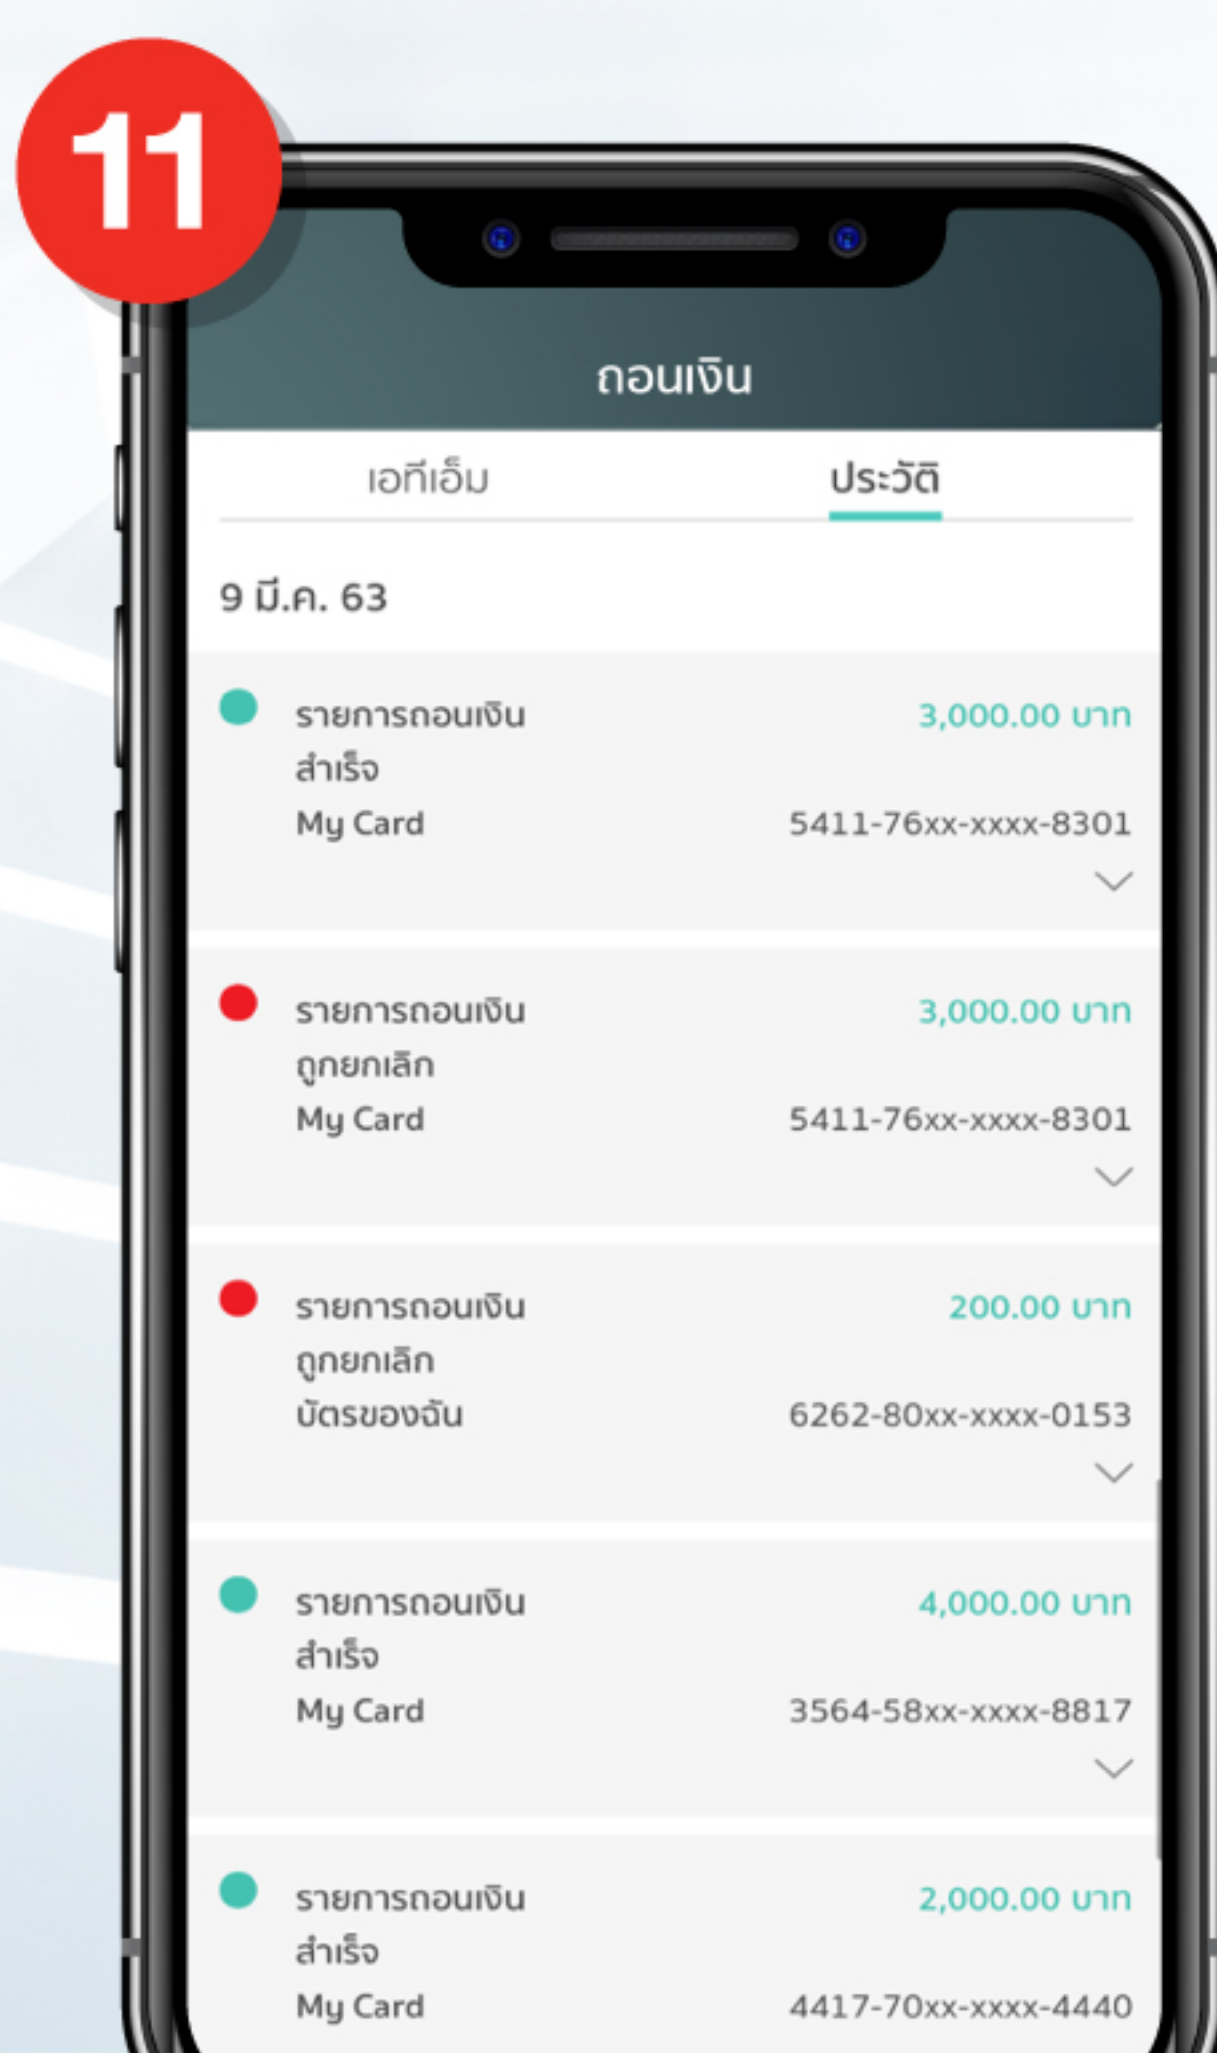 11
ถอนเงิน
เอทีเอ็ม ประวัติ
9 มี.ค. 63
รายการถอนเงิน 3,000.00 บาท
สำเร็จ
My Card 5411-76xx-xxxx-8301
รายการถอนเงิน 3,000.00 บาท
ถูกยกเลิก
My Card 5411-76xx-xxxx-8301
รายการถอนเงิน 200.00 บาท
ถูกยกเลิก
บัตรของฉัน 6262-80xx-xxxx-0153
รายการถอนเงิน 4,000.00 บาท
สำเร็จ
My Card 3564-58xx-xxxx-8817
รายการถอนเงิน 2,000.00 บาท
สำเร็จ
My Card 4417-70xx-xxxx-4440